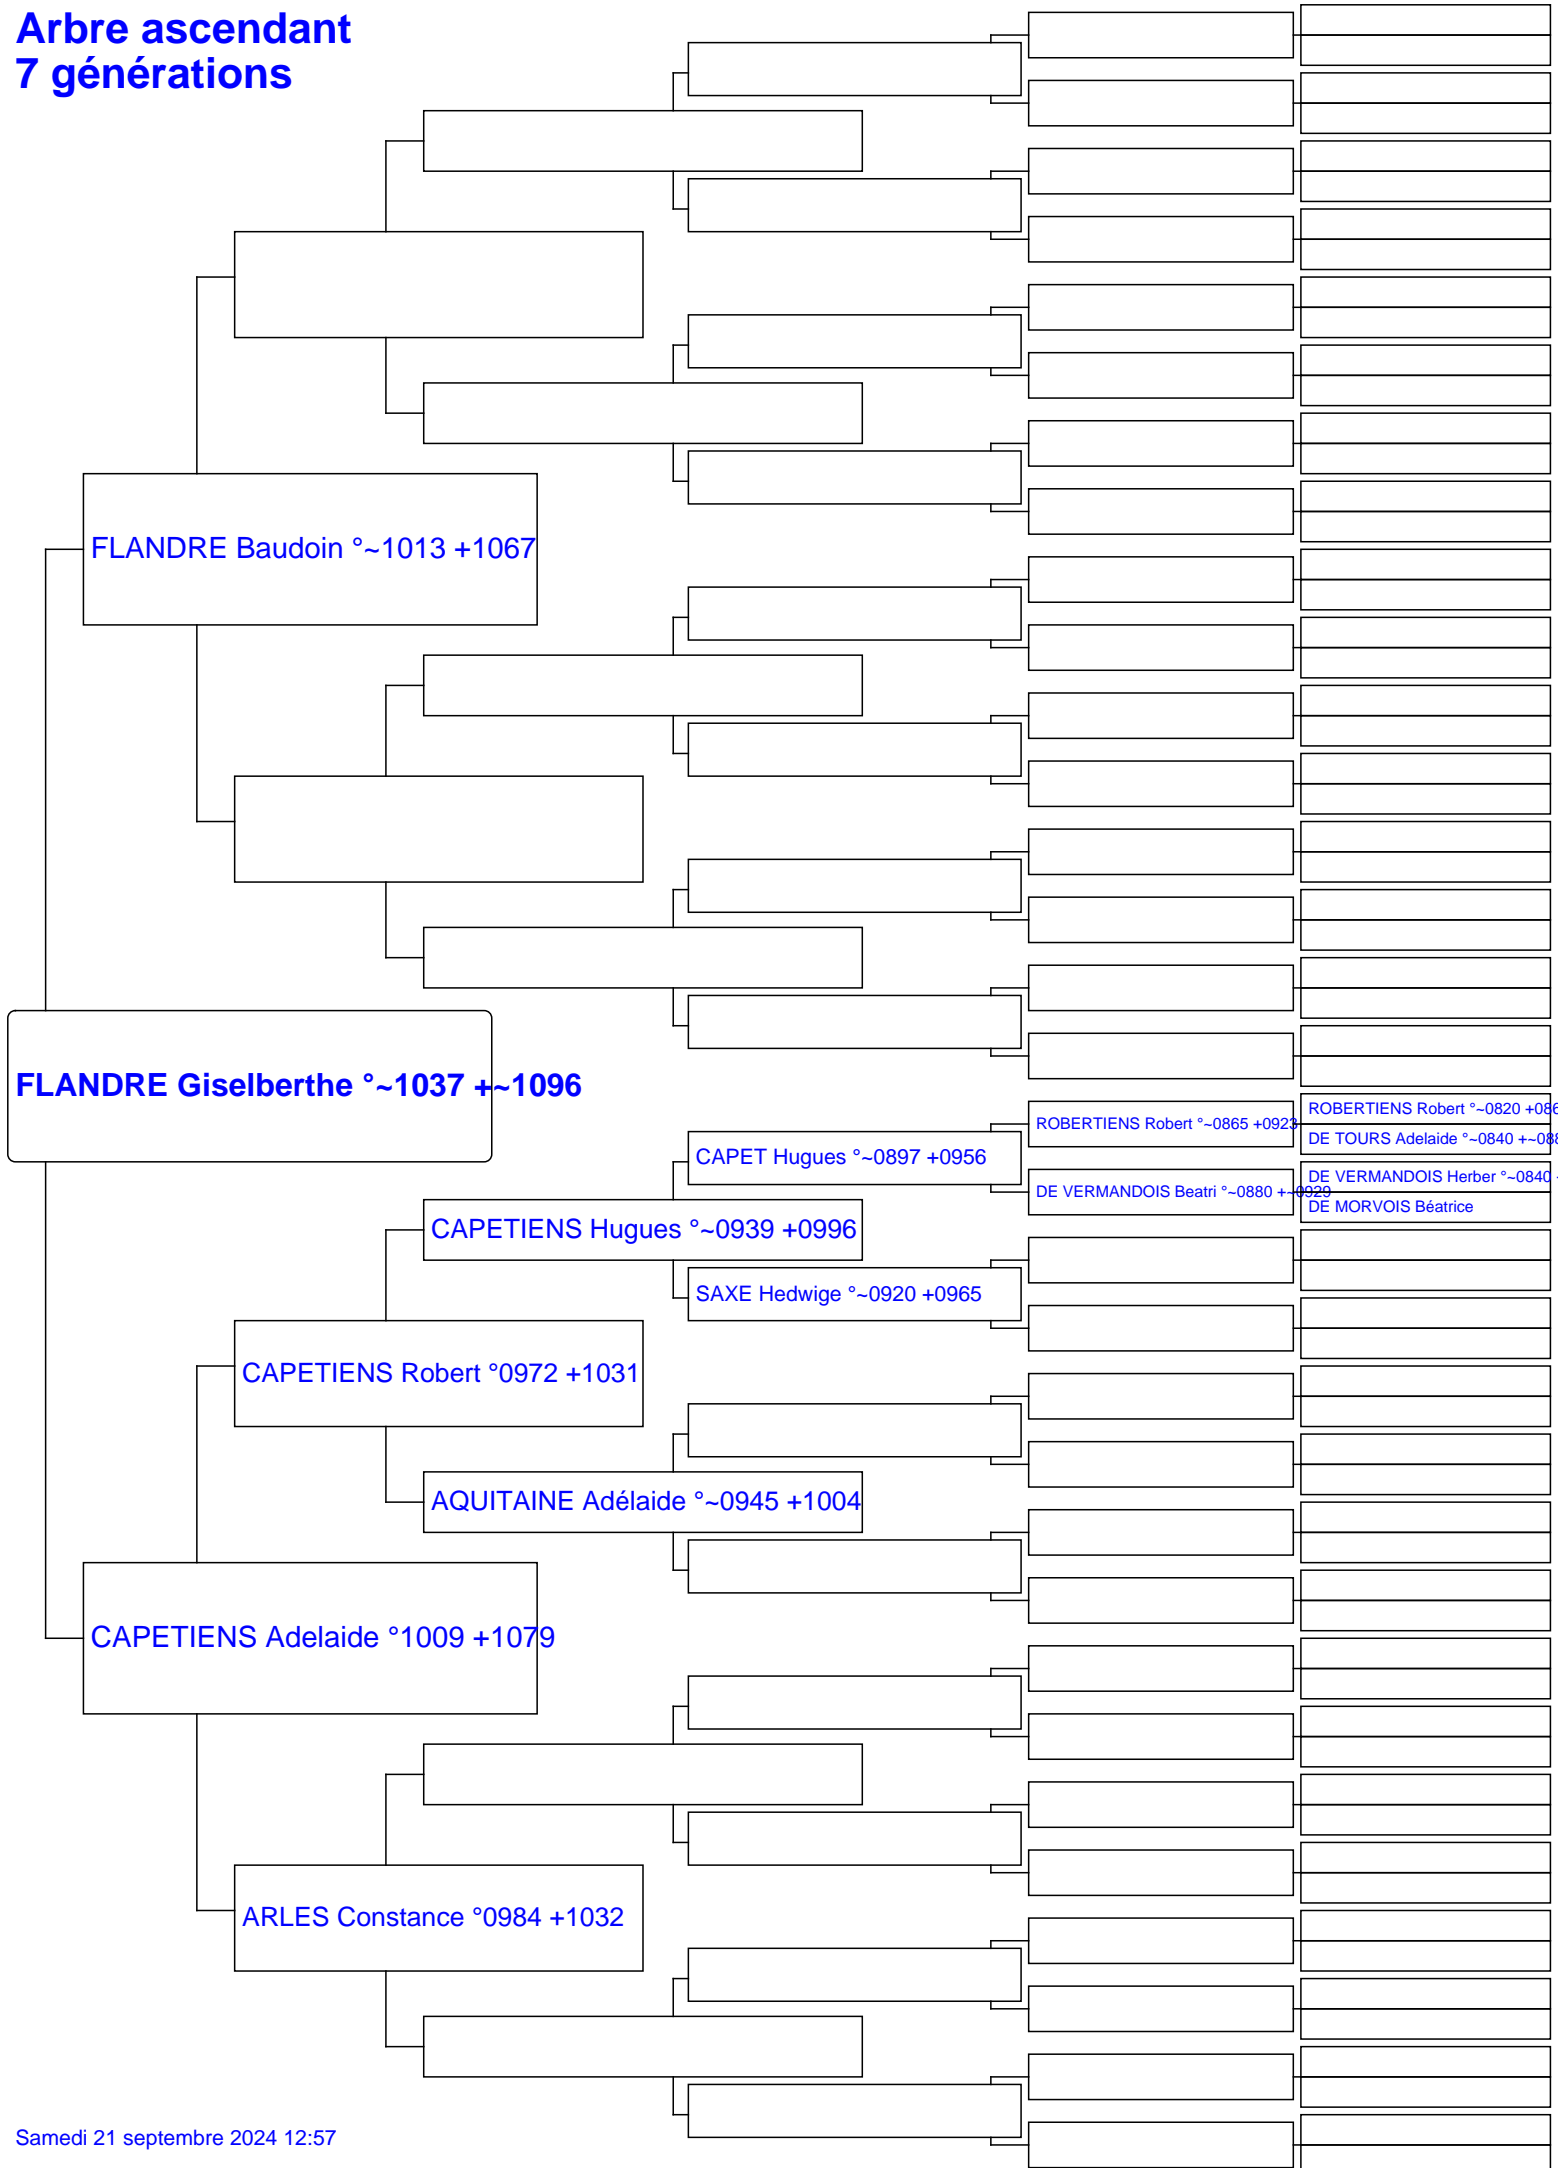 Arbre ascendant
7 générations
FLANDRE Baudoin °~1013 +1067
FLANDRE Giselberthe °~1037 +~1096
ROBERTIENS Robert °~0865 +0923
ROBERTIENS Robert °~0820 +086
DE TOURS Adelaide °~0840 +~088
CAPET Hugues °~0897 +0956
DE VERMANDOIS Beatri °~0880 +~0929
DE VERMANDOIS Herber °~0840 +
DE MORVOIS Béatrice
CAPETIENS Hugues °~0939 +0996
SAXE Hedwige °~0920 +0965
CAPETIENS Robert °0972 +1031
AQUITAINE Adélaide °~0945 +1004
CAPETIENS Adelaide °1009 +1079
ARLES Constance °0984 +1032
Samedi 21 septembre 2024 12:57